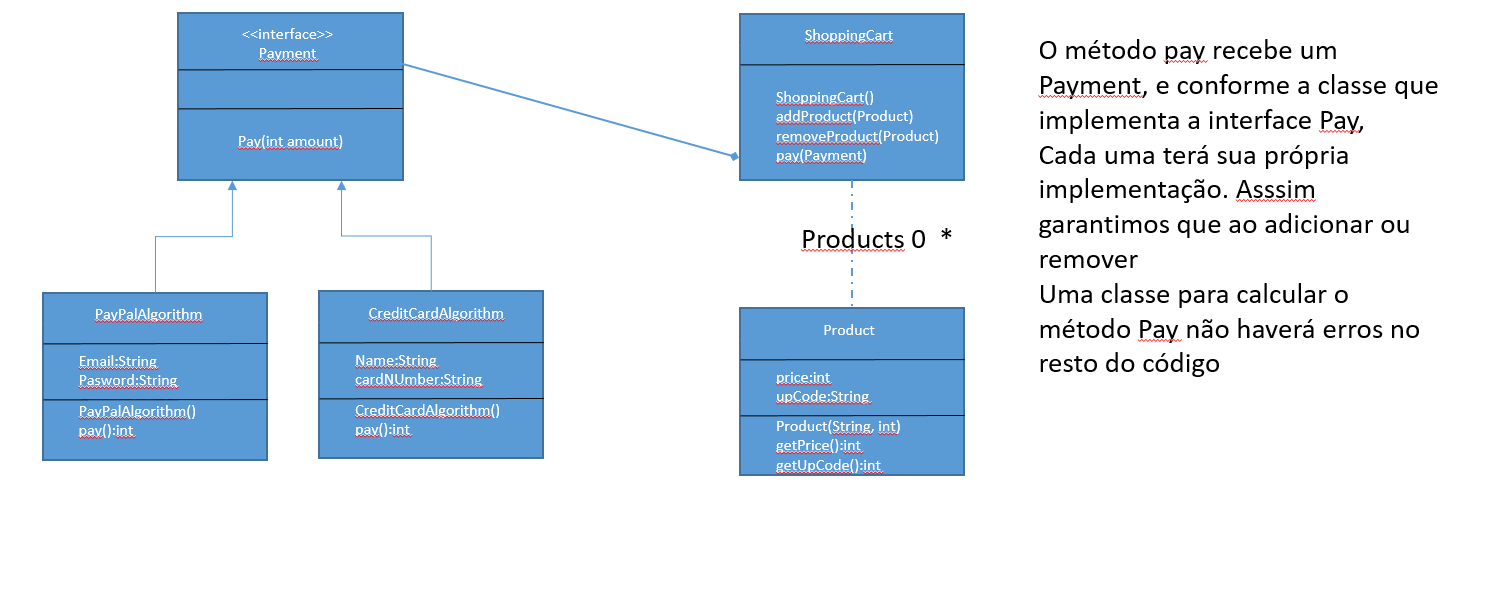 <<interface>>
Payment
Pay(int amount)
ShoppingCart
ShoppingCart()
addProduct(Product)
removeProduct(Product)
pay(Payment)
Products 0  *
PayPalAlgorithm
Email:String
Pasword:String
PayPalAlgorithm()
pay():int
CreditCardAlgorithm
Name:String
cardNUmber:String
CreditCardAlgorithm()
pay():int
Product
price:int
upCode:String
Product(String, int)
getPrice():int
getUpCode():int
O método pay recebe um
Payment, e conforme a classe que
implementa a interface Pay,
Cada uma terá sua própria
implementação. Asssim
garantimos que ao adicionar ou
remover
Uma classe para calcular o
método Pay não haverá erros no
resto do código